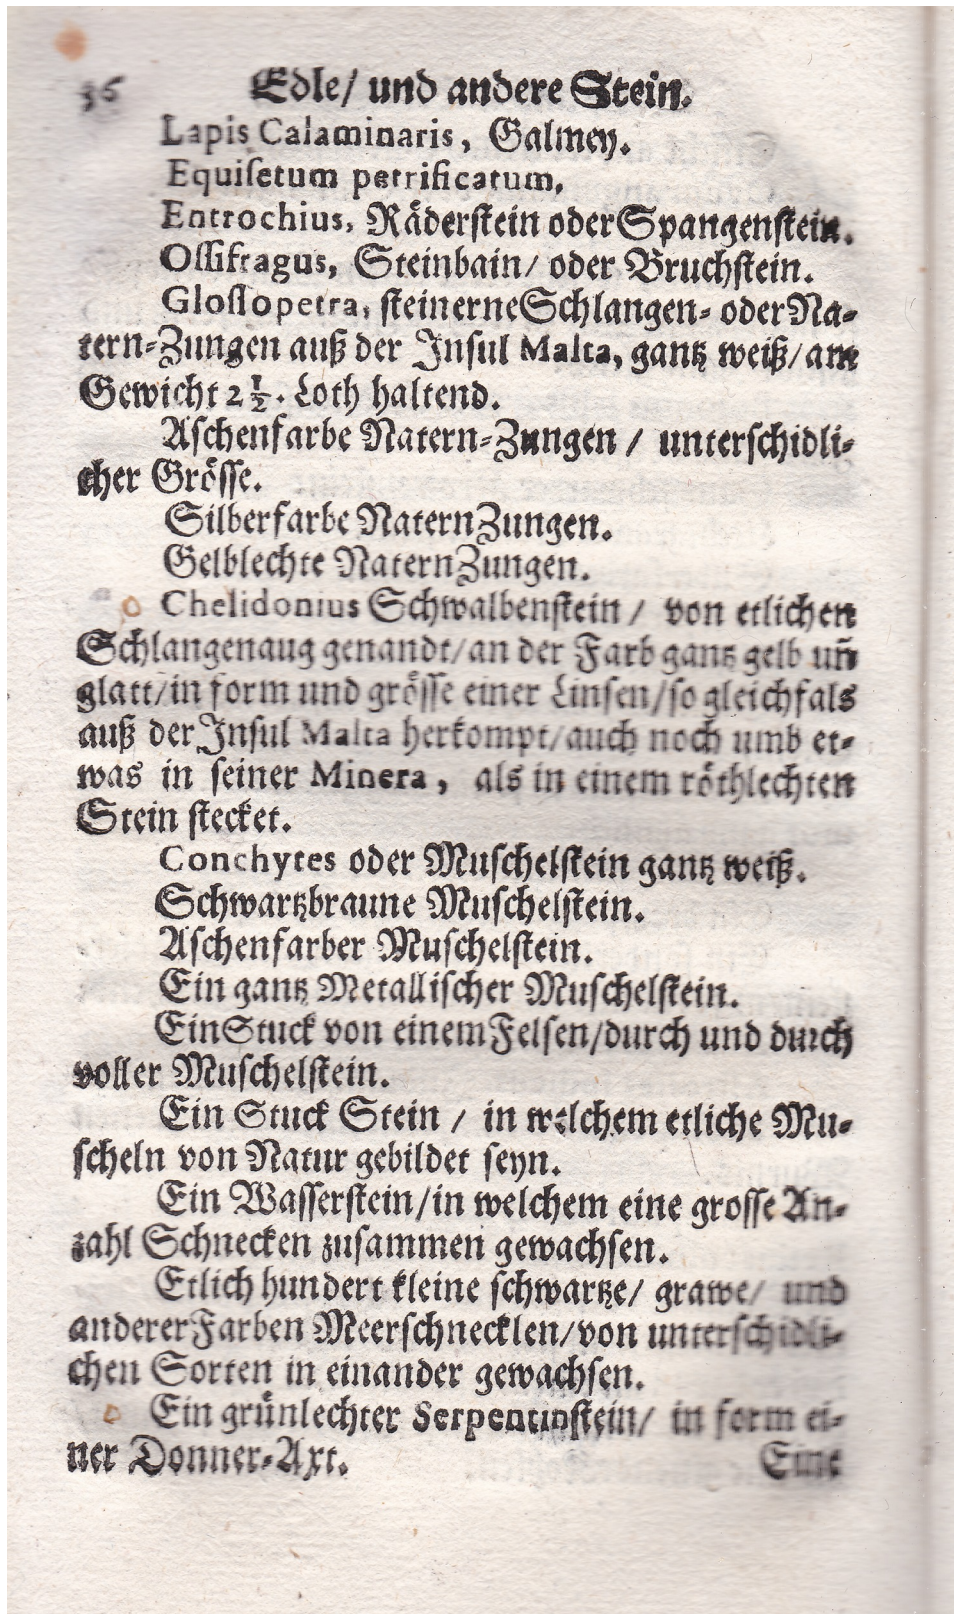 36 Edle/ und andere Stein.
Lapis Calaminaris, Galmey.
Equiſetum petrificatum,
Entrochius, Räderſtein oder Spangenſtein.
Oſſifragus, Steinbain/ oder Bruchſtein.
Gloſſopetra, ſteinerne Schlangen- oder Na-
tern-Zungen auß der Inſul Malta, gantz weiß/ am
Gewicht 2 1/2. Loth haltend.
Aſchenfarbe Natern-Zungen / unterſchidli-
cher Gröſſe.
Silberfarbe Natern Zungen.
Gelblechte Natern Zungen.
Chelidonius Schwalbenſtein / von etlichen
Schlangenaug genandt/ an der Farb gantz gelb uñ
glatt/ in form und gröſſe einer Linſen/ ſo gleichfals
auß der Inſul Malta herkompt/ auch noch umb et-
was in ſeiner Minera, als in einem röthlechten
Stein ſtecket.
Conchytes oder Muſchelſtein gantz weiß.
Schwartzbraune Muſchelſtein.
Aſchenfarber Muſchelſtein.
Ein gantz Metalliſcher Muſchelſtein.
Ein Stuck von einem Felſen/ durch und durch
voller Muſchelſtein.
Ein Stuck Stein / in welchem etliche Mu-
ſcheln von Natur gebildet ſeyn.
Ein Waſſerſtein/ in welchem eine groſſe An-
zahl Schnecken zuſammen gewachſen.
Etlich hundert kleine ſchwartze/ grawe/ und
anderer Farben Meerſchnecklen/ von unterſchidli-
chen Sorten in einander gewachſen.
Ein grünlechter Serpentinſtein/ in form ei-
ner Donner-Axt. Eine